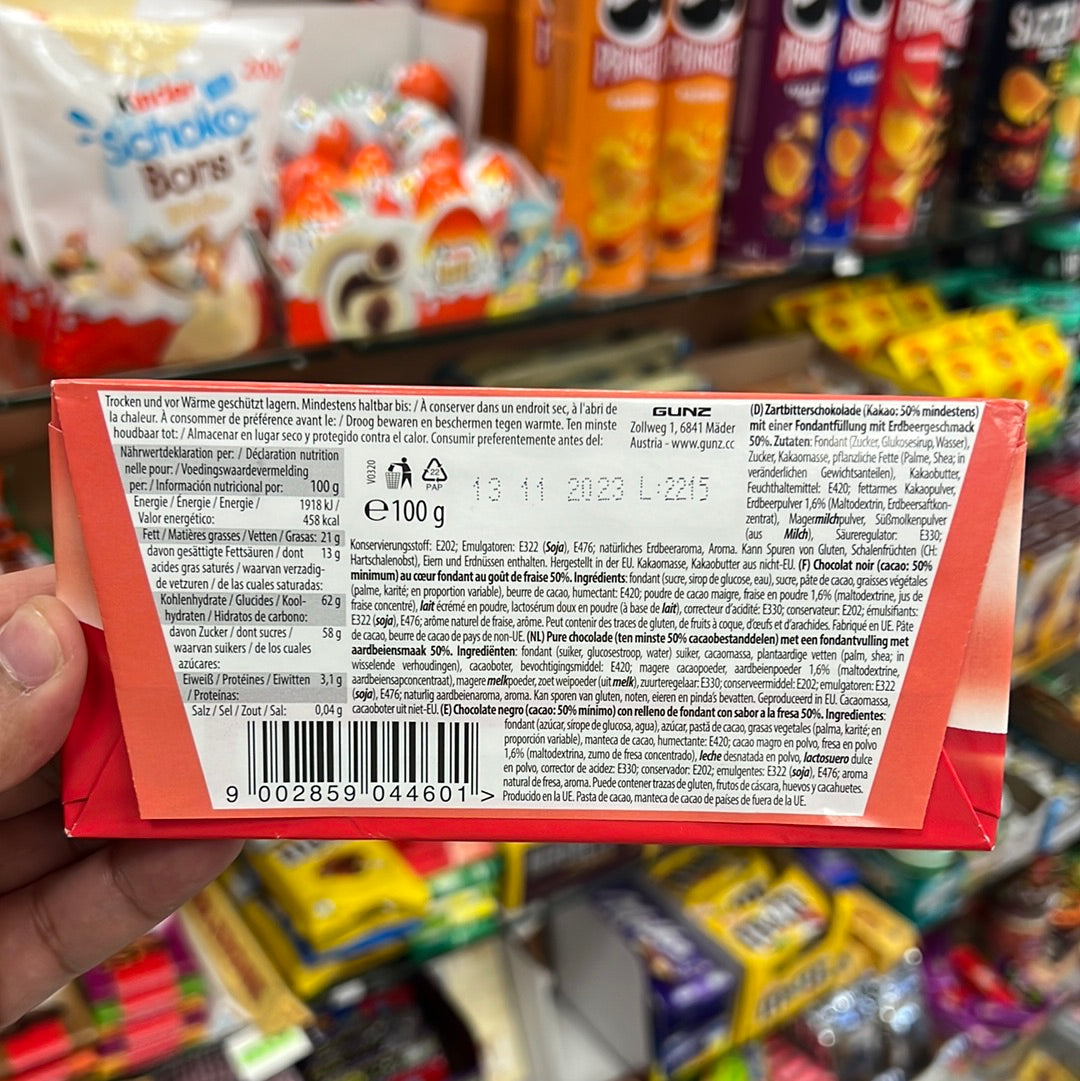 Kinder
Schoko-
Bons
Trocken und vor Wärme geschützt lagern. Mindestens haltbar bis: / À conserver dans un endroit sec, à l'abri de
la chaleur. À consommer de préférence avant le: / Droog bewaren en beschermen tegen warmte. Ten minste
houdbaar tot: / Almacenar en lugar seco y protegido contra el calor. Consumir preferentemente antes del:
GUNZ
Zollweg 1, 6841 Mäder
Austria - www.gunz.cc
Nährwertdeklaration per: / Déclaration nutrition
nelle pour: / Voedingswaardevermelding
per: / Información nutricional por: 100 g
Energie / Énergie / Energie / 1918 kJ /
Valor energético: 458 kcal
Fett / Matières grasses / Vetten / Grasas: 21 g
davon gesättigte Fettsäuren / dont 13 g
acides gras saturés / waarvan verzadig-
de vetzuren / de las cuales saturadas:
Kohlenhydrate / Glucides / Kool- 62 g
hydraten / Hidratos de carbono:
davon Zucker / dont sucres / 58 g
waarvan suikers / de los cuales
azúcares:
Eiweiß / Protéines / Eiwitten 3,1 g
/ Proteínas:
Salz / Sel / Zout / Sal: 0,04 g
V0320
22
PAP
13 11 2023 L:2215
e100 g
(D) Zartbitterschokolade (Kakao: 50% mindestens)
mit einer Fondantfüllung mit Erdbeergeschmack
50%. Zutaten: Fondant (Zucker, Glukosesirup, Wasser),
Zucker, Kakaomasse, pflanzliche Fette (Palme, Shea; in
veränderlichen Gewichtsanteilen), Kakaobutter,
Feuchthaltemittel: E420; fettarmes Kakaopulver,
Erdbeerpulver 1,6% (Maltodextrin, Erdbeersaftkon-
zentrat), Magermilchpulver, Süßmolkenpulver
(aus Milch), Säureregulator: E330;
Konservierungsstoff: E202; Emulgatoren: E322 (Soja), E476; natürliches Erdbeeraroma, Aroma. Kann Spuren von Gluten, Schalenfrüchten (CH:
Hartschalenobst), Eiern und Erdnüssen enthalten. Hergestellt in der EU. Kakaomasse, Kakaobutter aus nicht-EU. (F) Chocolat noir (cacao: 50%
minimum) au cœur fondant au goût de fraise 50%. Ingrédients: fondant (sucre, sirop de glucose, eau), sucre, pâte de cacao, graisses végétales
(palme, karité; en proportion variable), beurre de cacao, humectant: E420; poudre de cacao maigre, fraise en poudre 1,6% (maltodextrine, jus de
fraise concentré), lait écrémé en poudre, lactosérum doux en poudre (à base de lait), correcteur d'acidité: E330; conservateur: E202; émulsifiants:
E322 (soja), E476; arôme naturel de fraise, arôme. Peut contenir des traces de gluten, de fruits à coque, d'œufs et d'arachides. Fabriqué en UE. Pâte
de cacao, beurre de cacao de pays de non-UE. (NL) Pure chocolade (ten minste 50% cacaobestanddelen) met een fondantvulling met
aardbeiensmaak 50%. Ingrediënten: fondant (suiker, glucosestroop, water) suiker, cacaomassa, plantaardige vetten (palm, shea; in
wisselende verhoudingen), cacaoboter, bevochtigingsmiddel: E420; magere cacaopoeder, aardbeienpoeder 1,6% (maltodextrine,
aardbeiensapconcentraat), magere melkpoeder, zoet weipoeder (uit melk), zuurteregelaar: E330; conserveermiddel: E202; emulgatoren: E322
(soja), E476; naturlig aardbeienaroma, aroma. Kan sporen van gluten, noten, eieren en pinda's bevatten. Geproduceerd in EU. Cacaomassa,
cacaoboter uit niet-EU. (E) Chocolate negro (cacao: 50% mínimo) con relleno de fondant con sabor a la fresa 50%. Ingredientes:
fondant (azúcar, sirope de glucosa, agua), azúcar, pastă de cacao, grasas vegetales (palma, karité; en
proporción variable), manteca de cacao, humectante: E420; cacao magro en polvo, fresa en polvo
1,6% (maltodextrina, zumo de fresa concentrado), leche desnatada en polvo, lactosuero dulce
en polvo, corrector de acidez: E330; conservador: E202; emulgentes: E322 (soja), E476; aroma
natural de fresa, aroma. Puede contener trazas de gluten, frutos de cáscara, huevos y cacahuetes.
Producido en la UE. Pasta de cacao, manteca de cacao de países de fuera de la UE.
9 002859 044601 >